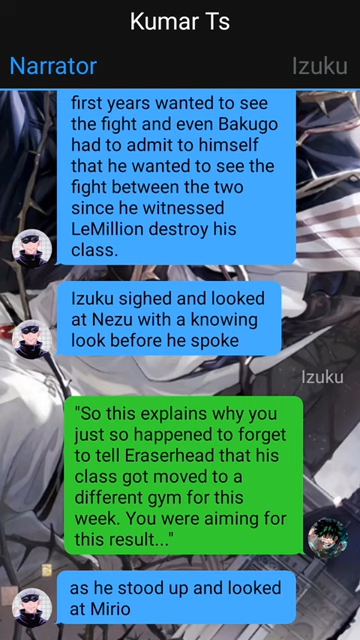 Kumar Ts
Narrator
Izuku
first years wanted to see
the fight and even Bakugo
had to admit to himself
that he wanted to see the
fight between the two
since he witnessed
LeMillion destroy his
class.
Izuku sighed and looked
at Nezu with a knowing
look before he spoke
Izuku
"So this explains why you
just so happened to forget
to tell Eraserhead that his
class got moved to a
different gym for this
week. You were aiming for
this result..."
as he stood up and looked
at Mirio